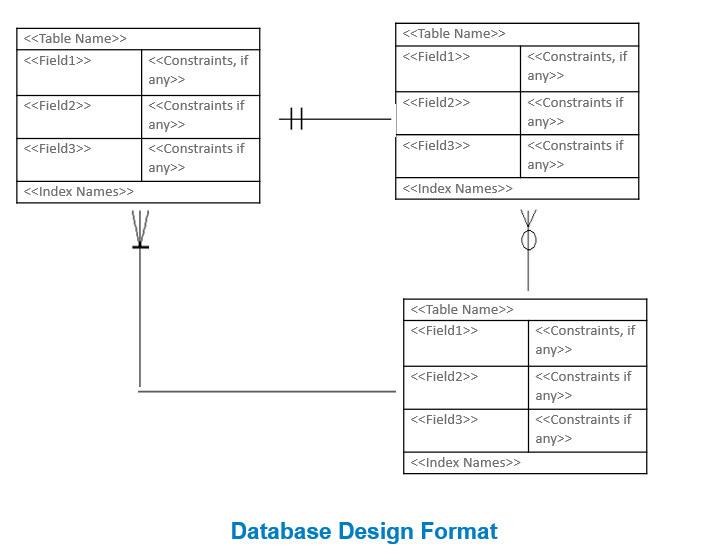 <<Table Name>>
<<Field1>> <<Constraints, if
any>>
<<Field2>> <<Constraints if
any>>
<<Field3>> <<Constraints if
any>>
<<Index Names>>
<<Table Name>>
<<Field1>> <<Constraints, if
any>>
<<Field2>> <<Constraints if
any>>
<<Field3>> <<Constraints if
any>>
<<Index Names>>
<<Table Name>>
<<Field1>> <<Constraints, if
any>>
<<Field2>> <<Constraints if
any>>
<<Field3>> <<Constraints if
any>>
<<Index Names>>
Database Design Format